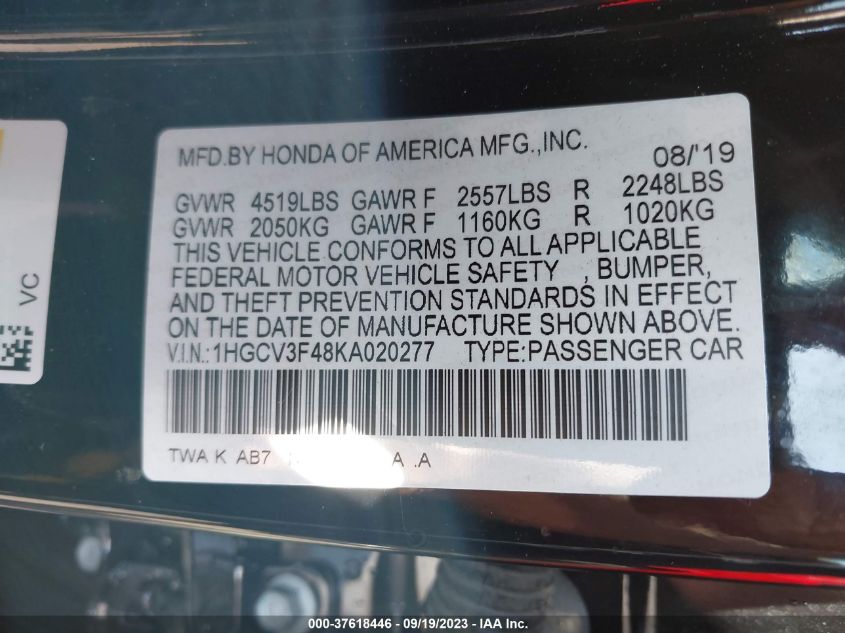 MFD.BY HONDA OF AMERICA MFG.,INC. 08/'19
GVWR 4519LBS GAWR F 2557LBS R 2248LBS
GVWR 2050KG GAWR F 1160KG R 1020KG
THIS VEHICLE CONFORMS TO ALL APPLICABLE
FEDERAL MOTOR VEHICLE SAFETY , BUMPER,
AND THEFT PREVENTION STANDARDS IN EFFECT
ON THE DATE OF MANUFACTURE SHOWN ABOVE.
V.I.N.:1HGCV3F48KA020277 TYPE:PASSENGER CAR
TWA K AB7 A .A
VC
000-37618446 - 09/19/2023 - IAA Inc.